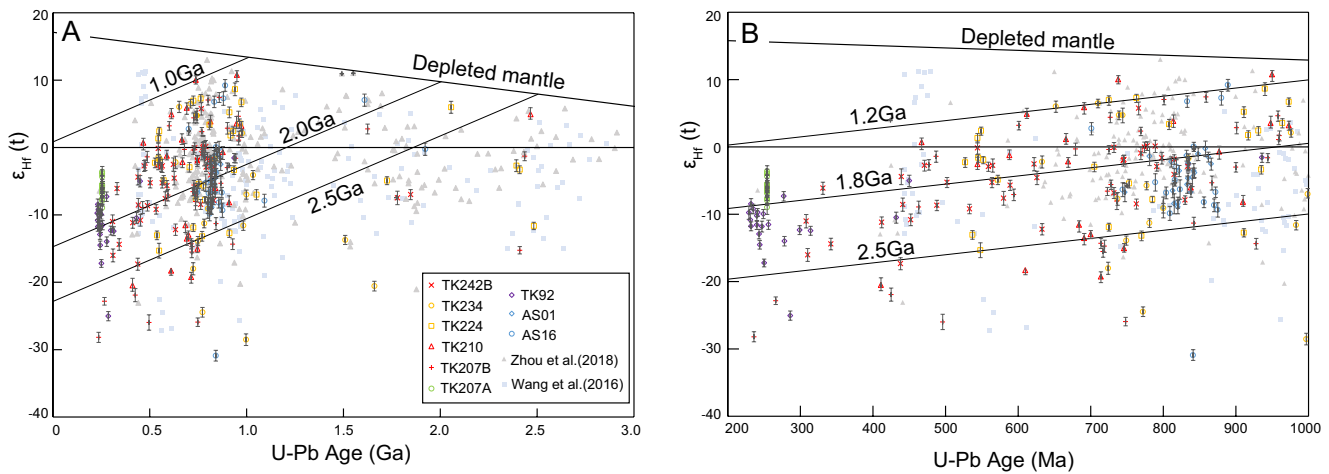 A
20
10
0
-10
-20
-30
-40
εHf (t)
0
0.5
1.0
1.5
2.0
2.5
3.0
U-Pb Age (Ga)
Depleted mantle
1.0Ga
2.0Ga
2.5Ga
TK242B
TK234
TK224
TK210
TK207B
TK207A
TK92
AS01
AS16
Zhou et al.(2018)
Wang et al.(2016)
B
20
10
0
-10
-20
-30
-40
εHf (t)
200
300
400
500
600
700
800
900
1000
U-Pb Age (Ma)
Depleted mantle
1.2Ga
1.8Ga
2.5Ga